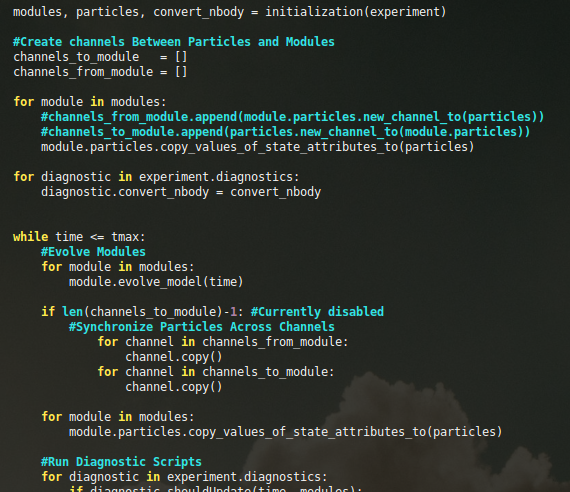 modules, particles, convert_nbody = initialization(experiment)
#Create channels Between Particles and Modules
channels_to_module   = []
channels_from_module = []
for module in modules:
    #channels_from_module.append(module.particles.new_channel_to(particles))
    #channels_to_module.append(particles.new_channel_to(module.particles))
    module.particles.copy_values_of_state_attributes_to(particles)
for diagnostic in experiment.diagnostics:
    diagnostic.convert_nbody = convert_nbody
while time <= tmax:
    #Evolve Modules
    for module in modules:
        module.evolve_model(time)
    if len(channels_to_module)-1: #Currently disabled
        #Synchronize Particles Across Channels
            for channel in channels_from_module:
                channel.copy()
            for channel in channels_to_module:
                channel.copy()
    for module in modules:
        module.particles.copy_values_of_state_attributes_to(particles)
    #Run Diagnostic Scripts
    for diagnostic in experiment.diagnostics:
        if diagnostic.shouldUpdate(time, modules):